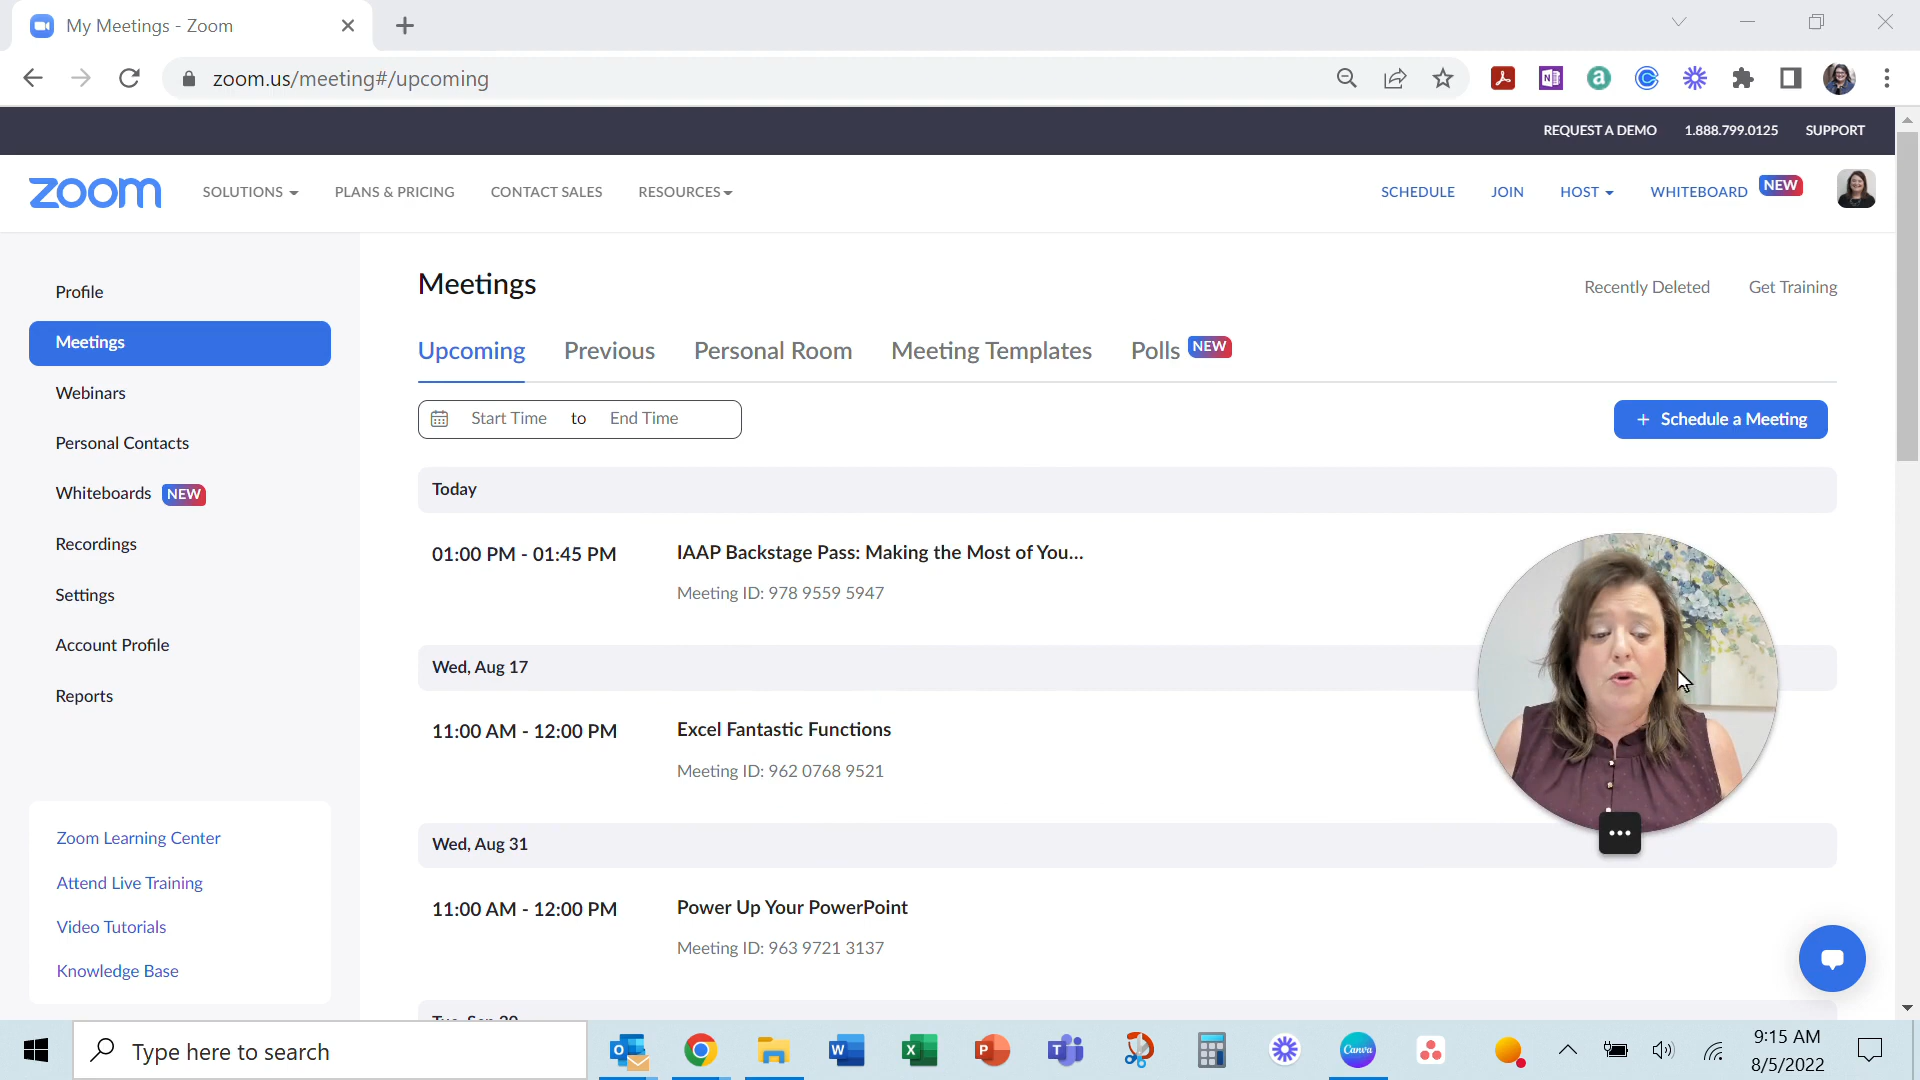 My Meetings - Zoom
zoom.us/meeting#/upcoming
REQUEST A DEMO 1.888.799.0125 SUPPORT
zoom SOLUTIONS PLANS & PRICING CONTACT SALES RESOURCES SCHEDULE JOIN HOST WHITEBOARD NEW
Profile
Meetings
Webinars
Personal Contacts
Whiteboards NEW
Recordings
Settings
Account Profile
Reports
Zoom Learning Center
Attend Live Training
Video Tutorials
Knowledge Base
Meetings
Recently Deleted Get Training
Upcoming Previous Personal Room Meeting Templates Polls NEW
Start Time to End Time
+ Schedule a Meeting
Today
01:00 PM - 01:45 PM IAAP Backstage Pass: Making the Most of You...
Meeting ID: 978 9559 5947
Wed, Aug 17
11:00 AM - 12:00 PM Excel Fantastic Functions
Meeting ID: 962 0768 9521
Wed, Aug 31
11:00 AM - 12:00 PM Power Up Your PowerPoint
Meeting ID: 963 9721 3137
Type here to search
Canva
9:15 AM
8/5/2022